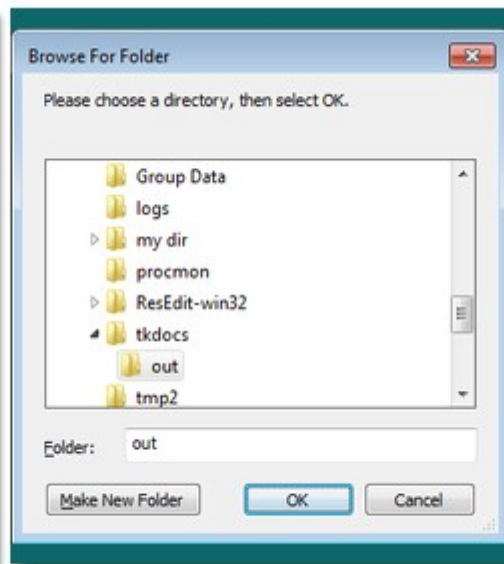 Browse For Folder
Please choose a directory, then select OK.
Group Data
logs
my dir
procmon
ResEdit-win32
tkdocs
out
tmp2
Folder: out
Make New Folder OK Cancel